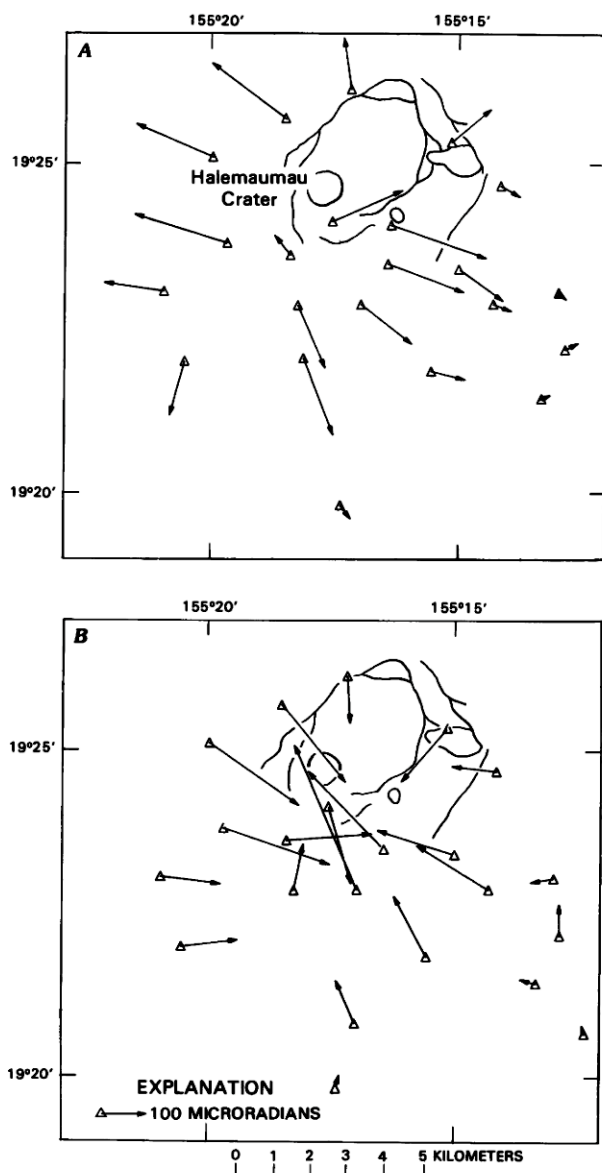 155°20′ 155°15′
A
19°25′
Halemaumau
Crater
19°20′
155°20′ 155°15′
B
19°25′
19°20′
EXPLANATION
100 MICRORADIANS
0 1 2 3 4 5 KILOMETERS